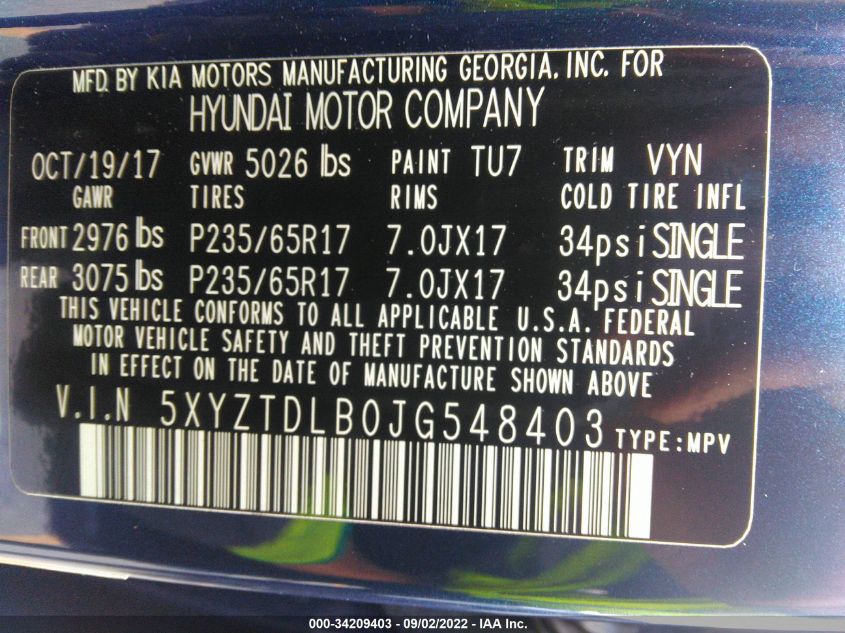 MFD. BY KIA MOTORS MANUFACTURING GEORGIA, INC. FOR
HYUNDAI MOTOR COMPANY
OCT/19/17 GVWR 5026 lbs PAINT TU7 TRIM VYN
GAWR TIRES RIMS COLD TIRE INFL
FRONT 2976 lbs P235/65R17 7.0JX17 34psi SINGLE
REAR 3075 lbs P235/65R17 7.0JX17 34psi SINGLE
THIS VEHICLE CONFORMS TO ALL APPLICABLE U.S.A. FEDERAL
MOTOR VEHICLE SAFETY AND THEFT PREVENTION STANDARDS
IN EFFECT ON THE DATE OF MANUFACTURE SHOWN ABOVE
V.I.N 5XYZTDLB0JG548403 TYPE:MPV
000-34209403 - 09/02/2022 - IAA Inc.